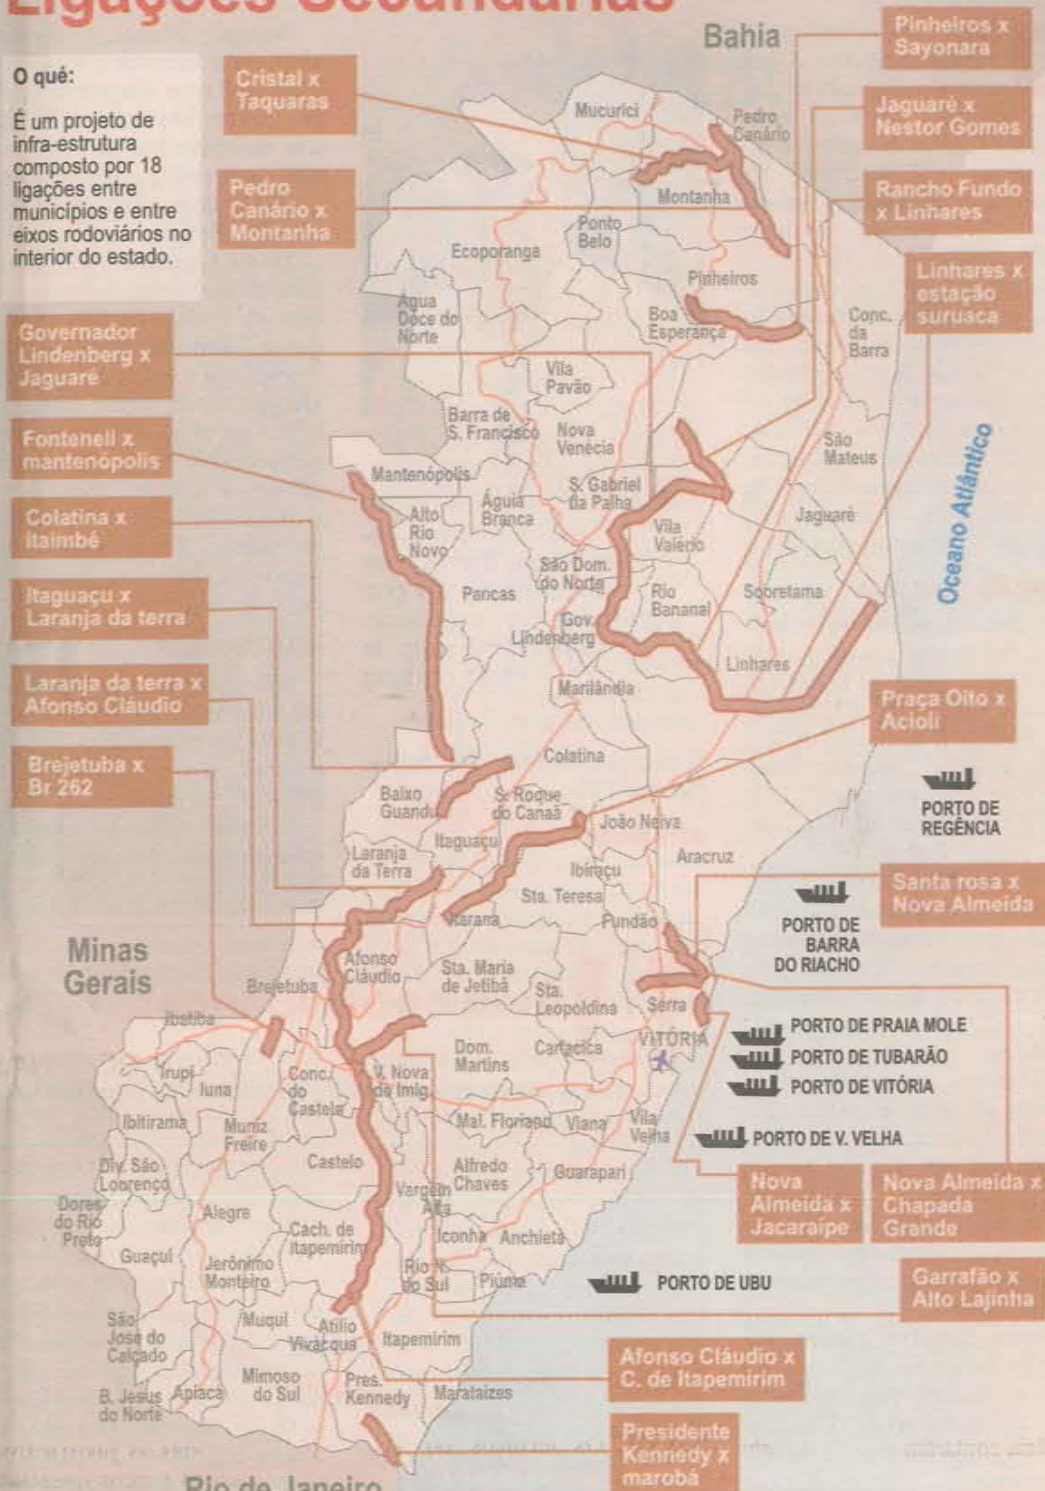 Ligações Secundárias
Bahia
O quê:
É um projeto de
infra-estrutura
composto por 18
ligações entre
municípios e entre
eixos rodoviários no
interior do estado.
Cristal x
Taquaras
Pedro
Canário x
Montanha
Governador
Lindenberg x
Jaguaré
Fontenell x
mantenópolis
Colatina x
Itaimbé
Itaguaçu x
Laranja da terra
Laranja da terra x
Afonso Cláudio
Brejetuba x
Br 262
Pinheiros x
Sayonara
Jaguaré x
Nestor Gomes
Rancho Fundo
x Linhares
Linhares x
estação
suruaca
Mucurici
Pedro
Canário
Montanha
Ponto
Belo
Ecoporanga
Pinheiros
Água
Doce do
Norte
Boa
Esperança
Conc.
da
Barra
Vila
Pavão
Barra de
S. Francisco
Nova
Venécia
São
Mateus
Mantenópolis
S. Gabriel
da Palha
Águia
Branca
Alto
Rio
Novo
Jaguaré
Vila
Valério
São Dom.
do Norte
Pancas
Rio
Bananal
Sooretama
Gov.
Lindenberg
Linhares
Marilândia
Oceano Atlântico
Praça Oito x
Acioli
Colatina
Baixo
Guandu
S. Roque
do Canaã
João Neiva
Itaguaçu
Laranja
da Terra
Ibiraçu
Aracruz
Sta. Teresa
Itarana
Fundão
PORTO DE
REGÊNCIA
Santa rosa x
Nova Almeida
PORTO DE
BARRA
DO RIACHO
Minas
Gerais
Afonso
Cláudio
Sta. Maria
de Jetibá
Brejetuba
Sta.
Leopoldina
Serra
Ibatiba
VITÓRIA
PORTO DE PRAIA MOLE
PORTO DE TUBARÃO
PORTO DE VITÓRIA
PORTO DE V. VELHA
Dom.
Martins
Cariacica
Irupi
Iuna
Conc.
do
Castelo
V. Nova
do Imig.
Ibitirama
Muniz
Freire
Mal. Floriano
Viana
Vila
Velha
Castelo
Div. São
Lourenço
Alfredo
Chaves
Guarapari
Vargem
Alta
Dores
do Rio
Preto
Alegre
Cach. de
Itapemirim
Iconha
Anchieta
Guaçuí
Jerônimo
Monteiro
Rio N.
do Sul
Piúma
Nova
Almeida x
Jacaraípe
Nova Almeida x
Chapada
Grande
PORTO DE UBU
Garrafão x
Alto Lajinha
São
José do
Calçado
Muqui
Atílio
Vivácqua
Itapemirim
Mimoso
do Sul
Pres.
Kennedy
Marataízes
B. Jesus
do Norte
Apiacá
Afonso Cláudio x
C. de Itapemirim
Presidente
Kennedy x
marobá
Rio de Janeiro